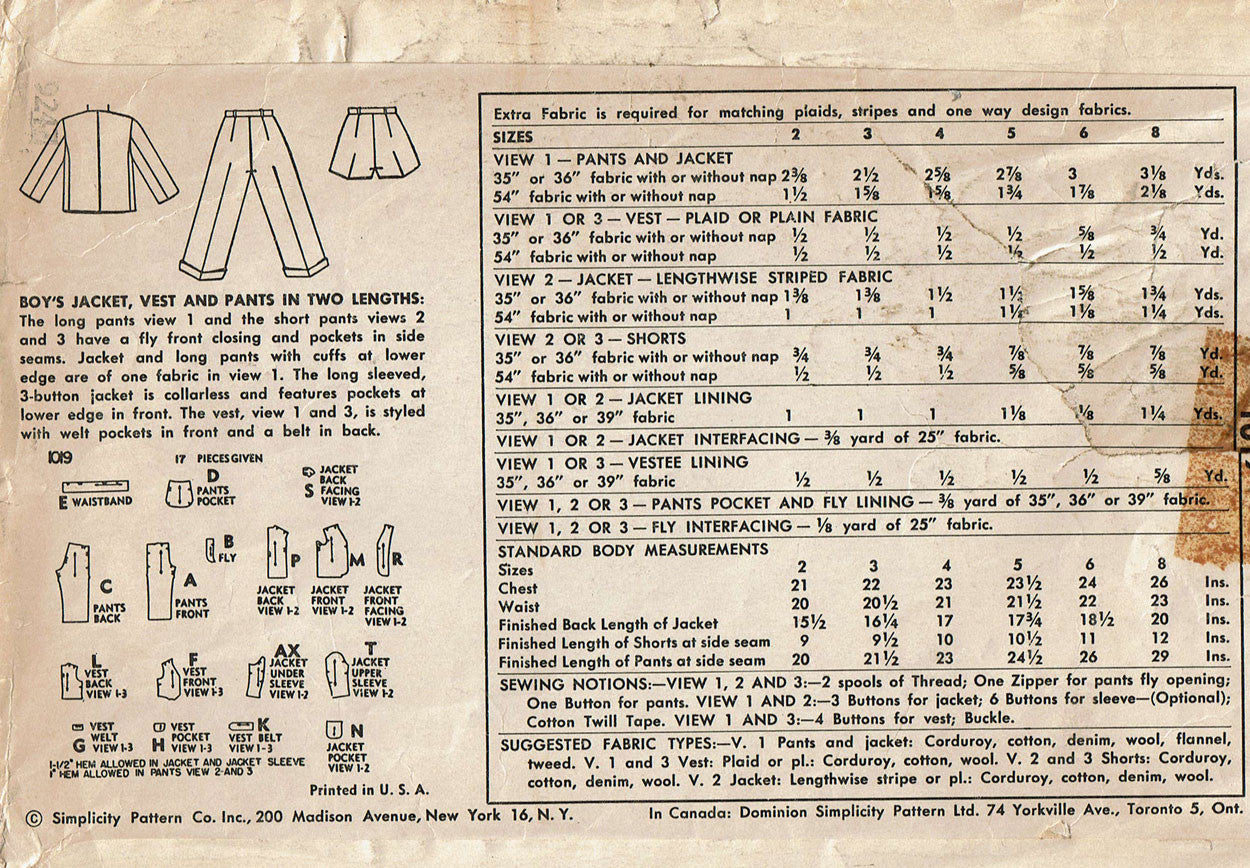 BOY'S JACKET, VEST AND PANTS IN TWO LENGTHS:
The long pants view 1 and the short pants views 2
and 3 have a fly front closing and pockets in side
seams. Jacket and long pants with cuffs at lower
edge are of one fabric in view 1. The long sleeved,
3-button jacket is collarless and features pockets at
lower edge in front. The vest, view 1 and 3, is styled
with welt pockets in front and a belt in back.
1019 17 PIECES GIVEN
E WAISTBAND
D PANTS POCKET
S JACKET BACK FACING VIEW 1-2
C PANTS BACK
A PANTS FRONT
B FLY
P JACKET BACK VIEW 1-2
M JACKET FRONT VIEW 1-2
R JACKET FRONT FACING VIEW 1-2
L VEST BACK VIEW 1-3
F VEST FRONT VIEW 1-3
AX JACKET UNDER SLEEVE VIEW 1-2
T JACKET UPPER SLEEVE VIEW 1-2
G VEST WELT VIEW 1-3
H VEST POCKET VIEW 1-3
K VEST BELT VIEW 1-3
N JACKET POCKET VIEW 1-2
1-1/2" HEM ALLOWED IN JACKET AND JACKET SLEEVE
1" HEM ALLOWED IN PANTS VIEW 2 AND 3
Printed in U. S. A.
Extra Fabric is required for matching plaids, stripes and one way design fabrics.
SIZES 2 3 4 5 6 8
VIEW 1 — PANTS AND JACKET
35" or 36" fabric with or without nap 2⅜ 2½ 2⅝ 2⅞ 3 3⅛ Yds.
54" fabric with or without nap 1½ 1⅝ 1⅝ 1¾ 1⅞ 2⅛ Yds.
VIEW 1 OR 3 — VEST — PLAID OR PLAIN FABRIC
35" or 36" fabric with or without nap ½ ½ ½ ½ ⅝ ¾ Yd.
54" fabric with or without nap ½ ½ ½ ½ ½ ½ Yd.
VIEW 2 — JACKET — LENGTHWISE STRIPED FABRIC
35" or 36" fabric with or without nap 1⅜ 1⅜ 1½ 1½ 1⅝ 1¾ Yds.
54" fabric with or without nap 1 1 1 1⅛ 1⅛ 1¼ Yds.
VIEW 2 OR 3 — SHORTS
35" or 36" fabric with or without nap ¾ ¾ ¾ ⅞ ⅞ ⅞ Yd.
54" fabric with or without nap ½ ½ ½ ⅝ ⅝ ⅝ Yd.
VIEW 1 OR 2 — JACKET LINING
35", 36" or 39" fabric 1 1 1 1⅛ ⅛ 1¼ Yds.
VIEW 1 OR 2 — JACKET INTERFACING — ⅜ yard of 25" fabric.
VIEW 1 OR 3 — VESTEE LINING
35", 36" or 39" fabric ½ ½ ½ ½ ½ ⅝ Yd.
VIEW 1, 2 OR 3 — PANTS POCKET AND FLY LINING — ⅜ yard of 35", 36" or 39" fabric.
VIEW 1, 2 OR 3 — FLY INTERFACING — ⅛ yard of 25" fabric.
STANDARD BODY MEASUREMENTS
Sizes 2 3 4 5 6 8
Chest 21 22 23 23½ 24 26 Ins.
Waist 20 20½ 21 21½ 22 23 Ins.
Finished Back Length of Jacket 15½ 16¼ 17 17¾ 18½ 20 Ins.
Finished Length of Shorts at side seam 9 9½ 10 10½ 11 12 Ins.
Finished Length of Pants at side seam 20 21½ 23 24½ 26 29 Ins.
SEWING NOTIONS:—VIEW 1, 2 AND 3:—2 spools of Thread; One Zipper for pants fly opening;
One Button for pants. VIEW 1 AND 2:—3 Buttons for jacket; 6 Buttons for sleeve—(Optional);
Cotton Twill Tape. VIEW 1 AND 3:—4 Buttons for vest; Buckle.
SUGGESTED FABRIC TYPES:—V. 1 Pants and jacket: Corduroy, cotton, denim, wool, flannel,
tweed. V. 1 and 3 Vest: Plaid or pl.: Corduroy, cotton, wool. V. 2 and 3 Shorts: Corduroy,
cotton, denim, wool. V. 2 Jacket: Lengthwise stripe or pl.: Corduroy, cotton, denim, wool.
© Simplicity Pattern Co. Inc., 200 Madison Avenue, New York 16, N. Y.
In Canada: Dominion Simplicity Pattern Ltd. 74 Yorkville Ave., Toronto 5, Ont.